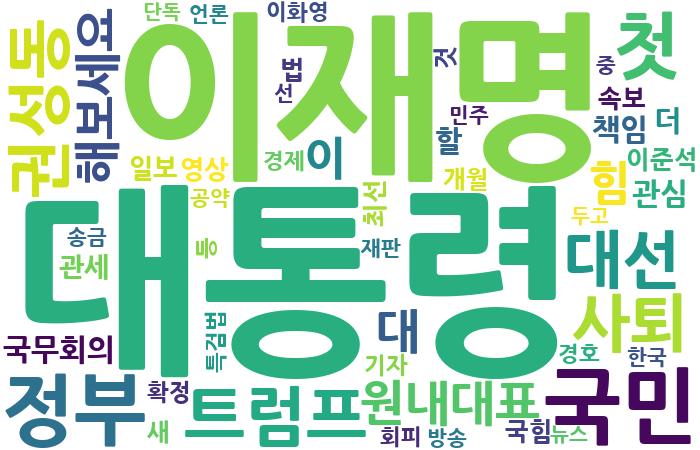 단독
언론
이화영
이재명
첫
권성동
해보세요
법
선
것
중
속보
민주
책임
더
할
일보
영상
경제
이
이준석
공약
최선
개월
힘
관심
두고
대통령
송금
관세
등
재판
대선
특검법
대
사퇴
국무회의
기자
경호
한국
정부
확정
트럼프
원내대표
국민
새
회피
방송
국힘
뉴스